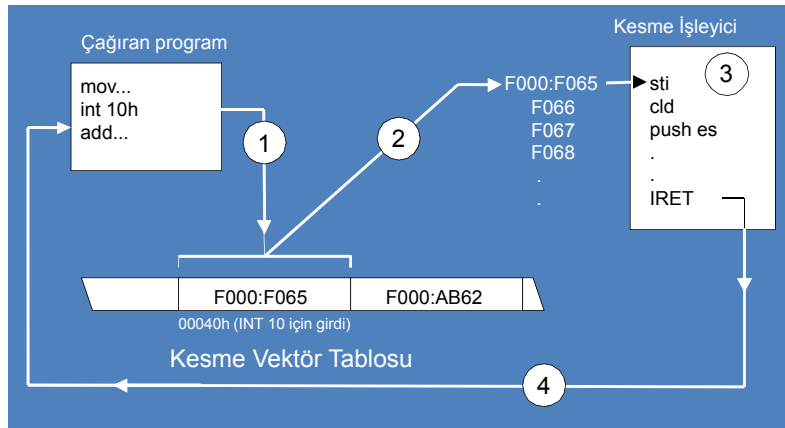 Çağıran program
mov...
int 10h
add...
1
2
Kesme İşleyici
F000:F065
F066
F067
F068
.
.
3
sti
cld
push es
.
.
IRET
F000:F065
F000:AB62
00040h (INT 10 için girdi)
Kesme Vektör Tablosu
4